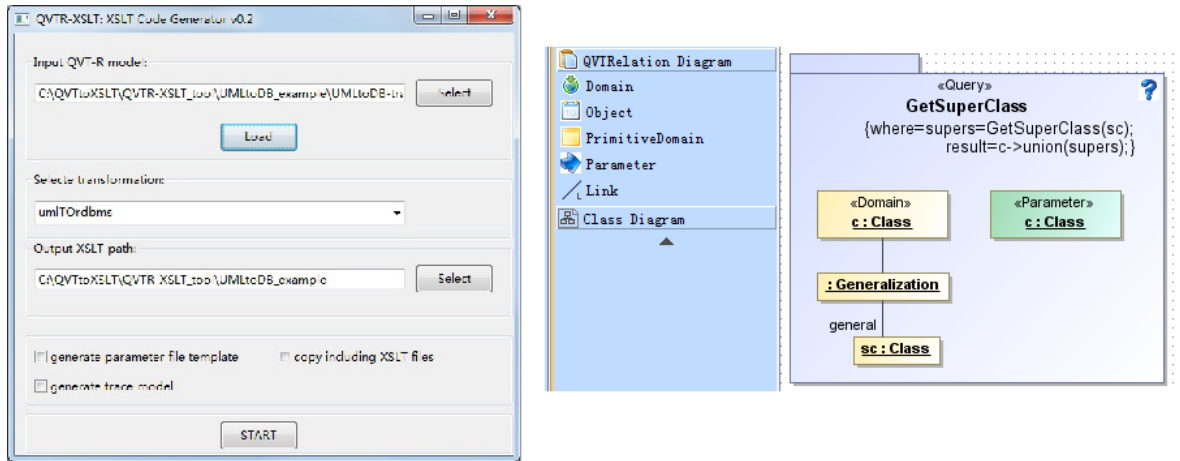 QVTR-XSLT: XSLT Code Generator v0.2
Input QVT-R model:
C:\QVTtoXSLT\QVTR-XSLT_tool\UMLtoDB_example\UMLtoDB-tra
Select
Load
Selecte transformation:
umlTOrdbms
Output XSLT path:
C:\QVTtoXSLT\QVTR-XSLT_tool\UMLtoDB_example
Select
generate parameter file template
copy including XSLT files
generate trace model
START
QVTRelation Diagram
Domain
Object
PrimitiveDomain
Parameter
Link
Class Diagram
«Query»
GetSuperClass
{where=supers=GetSuperClass(sc);
result=c->union(supers);}
«Domain»
c : Class
«Parameter»
c : Class
: Generalization
general
sc : Class